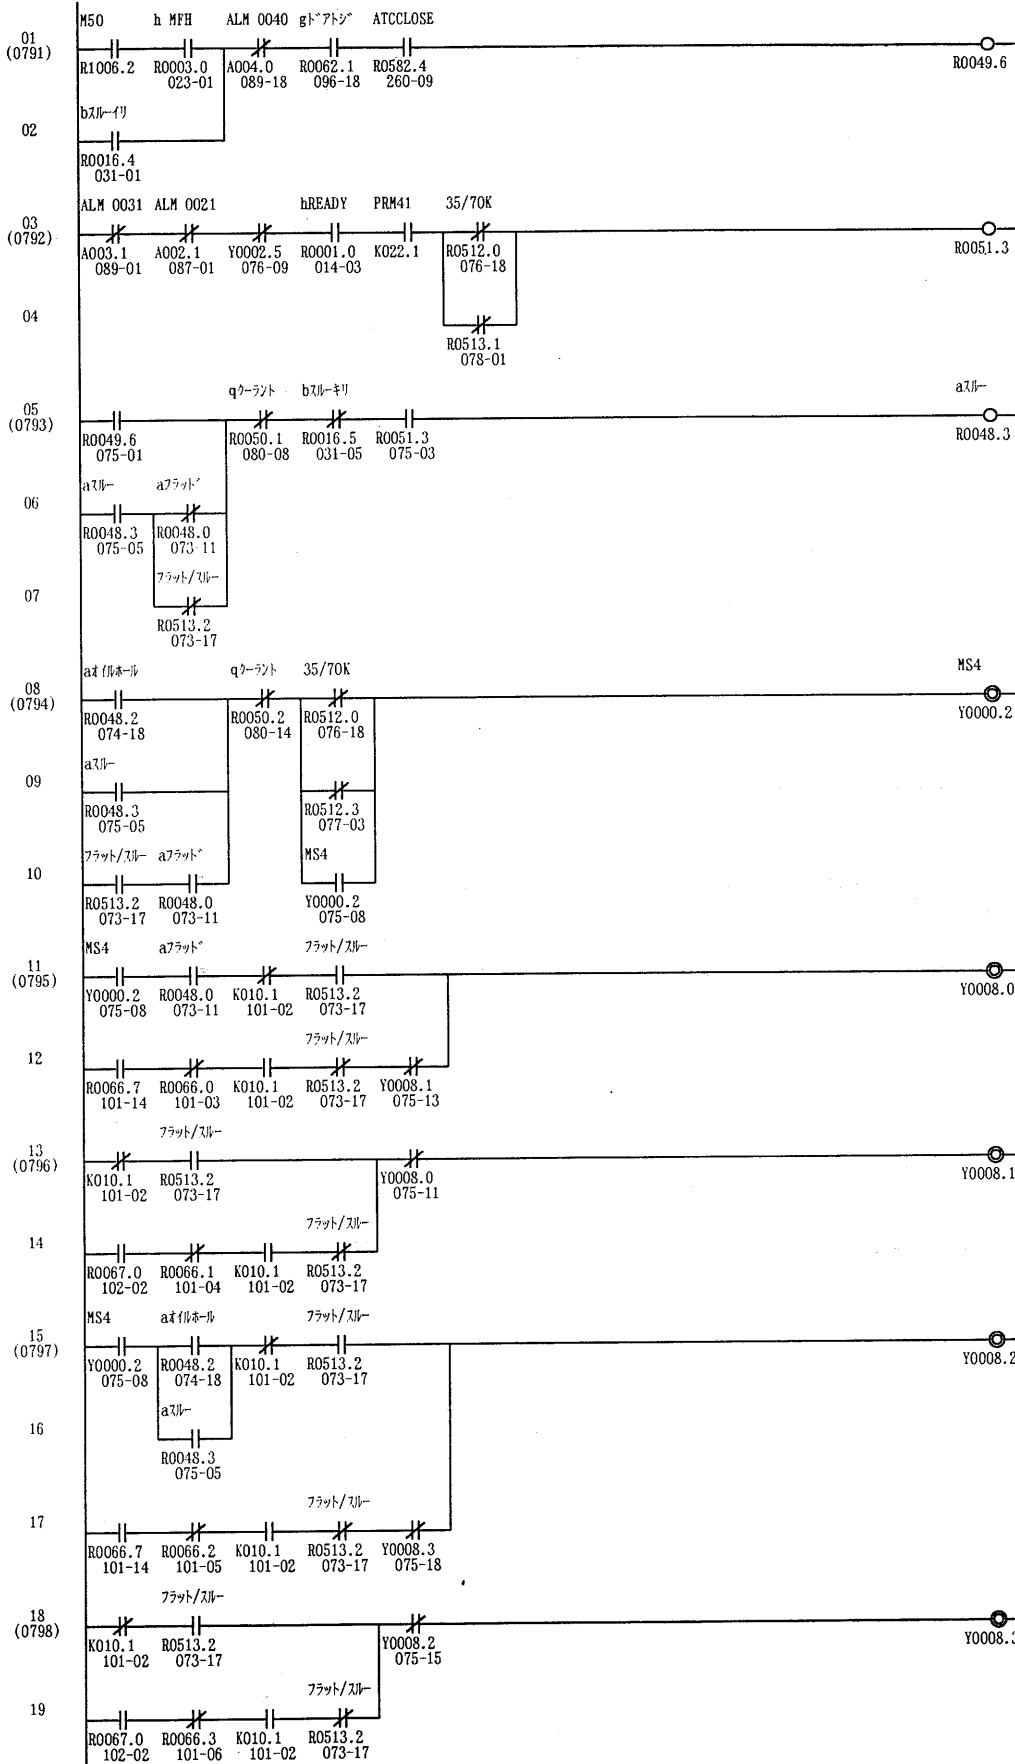 M50 h MFH ALM 0040 gドアトジ ATCCLOSE
01
(0791)
R1006.2 R0003.0 A004.0 R0062.1 R0582.4 R0049.6
023-01 089-18 096-18 260-09
bスルーイリ
02
R0016.4
031-01
ALM 0031 ALM 0021 hREADY PRM41 35/70K
03
(0792)
A003.1 A002.1 Y0002.5 R0001.0 K022.1 R0512.0 R0051.3
089-01 087-01 076-09 014-03 076-18
04
R0513.1
078-01
qクーラント bスルーキリ aスルー
05
(0793)
R0049.6 R0050.1 R0016.5 R0051.3 R0048.3
075-01 080-08 031-05 075-03
aスルー aフラッド
06
R0048.3 R0048.0
075-05 073-11
フラット/スルー
07
R0513.2
073-17
aオイルホール qクーラント 35/70K MS4
08
(0794)
R0048.2 R0050.2 R0512.0 Y0000.2
074-18 080-14 076-18
aスルー
09
R0048.3 R0512.3
075-05 077-03
フラット/スルー aフラッド MS4
10
R0513.2 R0048.0 Y0000.2
073-17 073-11 075-08
MS4 aフラッド フラット/スルー
11
(0795)
Y0000.2 R0048.0 K010.1 R0513.2 Y0008.0
075-08 073-11 101-02 073-17
フラット/スルー
12
R0066.7 R0066.0 K010.1 R0513.2 Y0008.1
101-14 101-03 101-02 073-17 075-13
フラット/スルー
13
(0796)
K010.1 R0513.2 Y0008.0 Y0008.1
101-02 073-17 075-11
フラット/スルー
14
R0067.0 R0066.1 K010.1 R0513.2
102-02 101-04 101-02 073-17
MS4 aオイルホール フラット/スルー
15
(0797)
Y0000.2 R0048.2 K010.1 R0513.2 Y0008.2
075-08 074-18 101-02 073-17
aスルー
16
R0048.3
075-05
フラット/スルー
17
R0066.7 R0066.2 K010.1 R0513.2 Y0008.3
101-14 101-05 101-02 073-17 075-18
フラット/スルー
18
(0798)
K010.1 R0513.2 Y0008.2 Y0008.3
101-02 073-17 075-15
フラット/スルー
19
R0067.0 R0066.3 K010.1 R0513.2
102-02 101-06 101-02 073-17